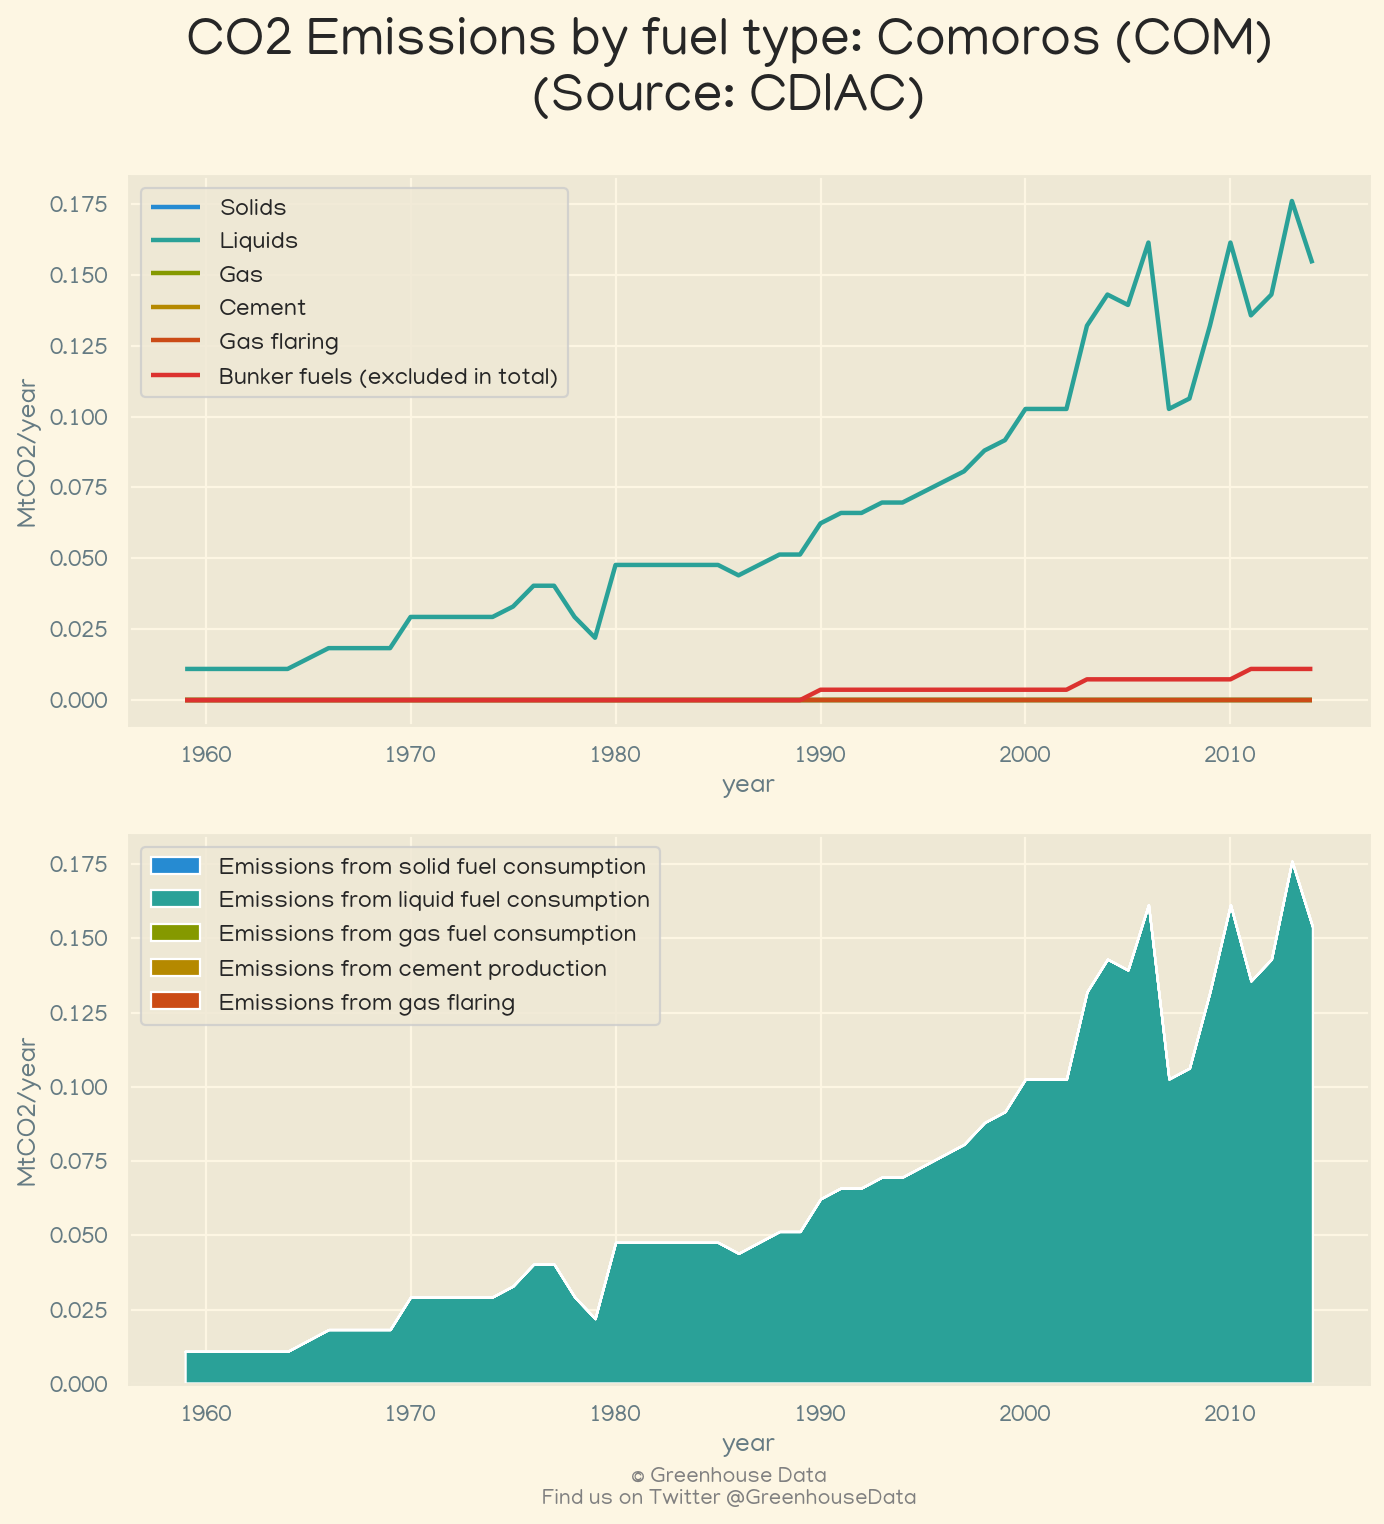 CO2 Emissions by fuel type: Comoros (COM)
(Source: CDIAC)
MtCO2/year
0.175
0.150
0.125
0.100
0.075
0.050
0.025
0.000
Solids
Liquids
Gas
Cement
Gas flaring
Bunker fuels (excluded in total)
1960 1970 1980 1990 2000 2010
year
MtCO2/year
0.175
0.150
0.125
0.100
0.075
0.050
0.025
0.000
Emissions from solid fuel consumption
Emissions from liquid fuel consumption
Emissions from gas fuel consumption
Emissions from cement production
Emissions from gas flaring
1960 1970 1980 1990 2000 2010
year
© Greenhouse Data
Find us on Twitter @GreenhouseData